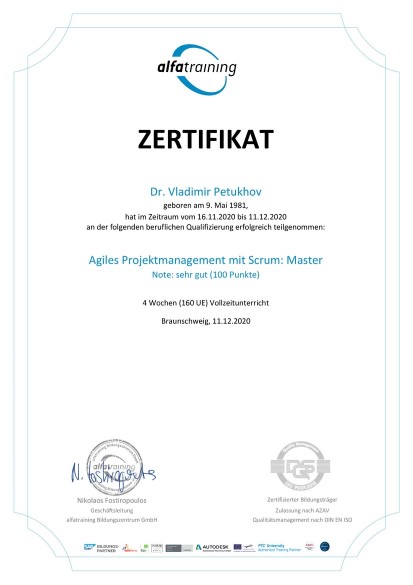 alfatraining
ZERTIFIKAT
Dr. Vladimir Petukhov
geboren am 9. Mai 1981,
hat im Zeitraum vom 16.11.2020 bis 11.12.2020
an der folgenden beruflichen Qualifizierung erfolgreich teilgenommen:
Agiles Projektmanagement mit Scrum: Master
Note: sehr gut (100 Punkte)
4 Wochen (160 UE) Vollzeitunterricht
Braunschweig, 11.12.2020
alfatraining
Nikolaos Fostiropoulos
Geschäftsleitung
alfatraining Bildungszentrum GmbH
Zertifizierter Bildungsträger
Zulassung nach AZAV
Qualitätsmanagement nach DIN EN ISO
SAP BILDUNGS-
PARTNER
AUTODESK
PTC University